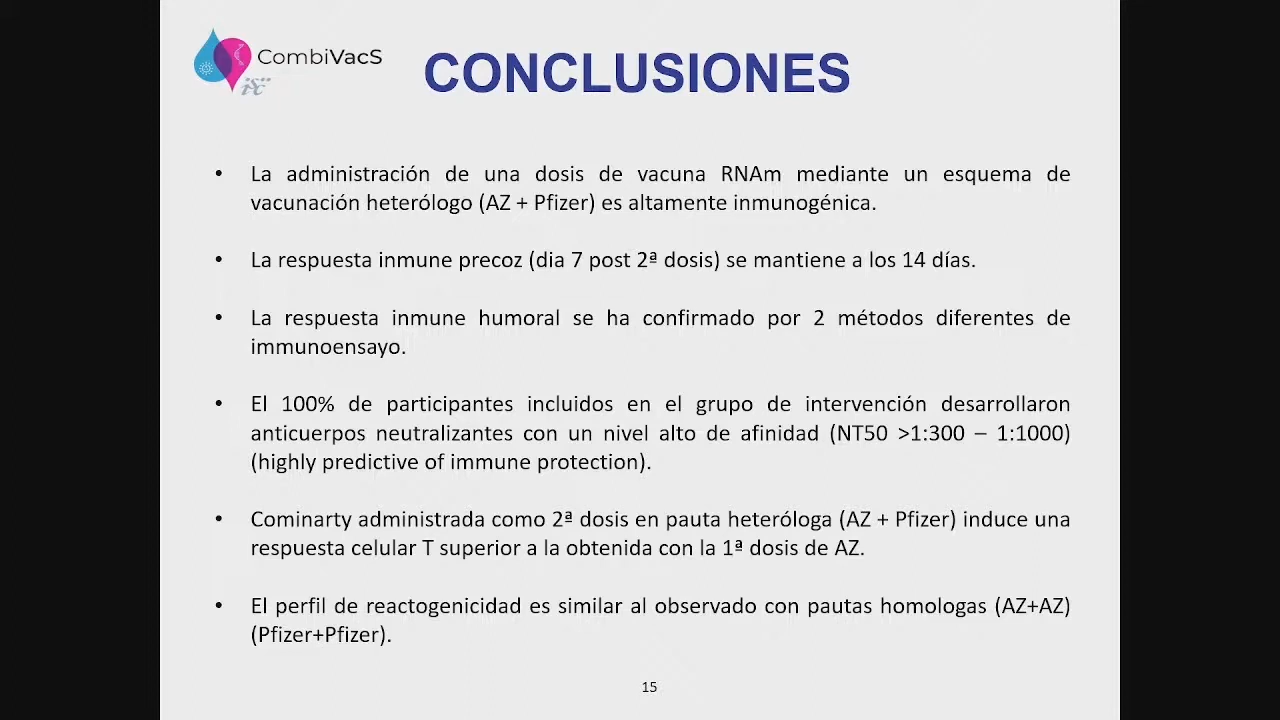 CombiVacS
isc
CONCLUSIONES
• La administración de una dosis de vacuna RNAm mediante un esquema de
vacunación heterólogo (AZ + Pfizer) es altamente inmunogénica.
• La respuesta inmune precoz (dia 7 post 2ª dosis) se mantiene a los 14 días.
• La respuesta inmune humoral se ha confirmado por 2 métodos diferentes de
immunoensayo.
• El 100% de participantes incluidos en el grupo de intervención desarrollaron
anticuerpos neutralizantes con un nivel alto de afinidad (NT50 >1:300 – 1:1000)
(highly predictive of immune protection).
• Cominarty administrada como 2ª dosis en pauta heteróloga (AZ + Pfizer) induce una
respuesta celular T superior a la obtenida con la 1ª dosis de AZ.
• El perfil de reactogenicidad es similar al observado con pautas homologas (AZ+AZ)
(Pfizer+Pfizer).
15